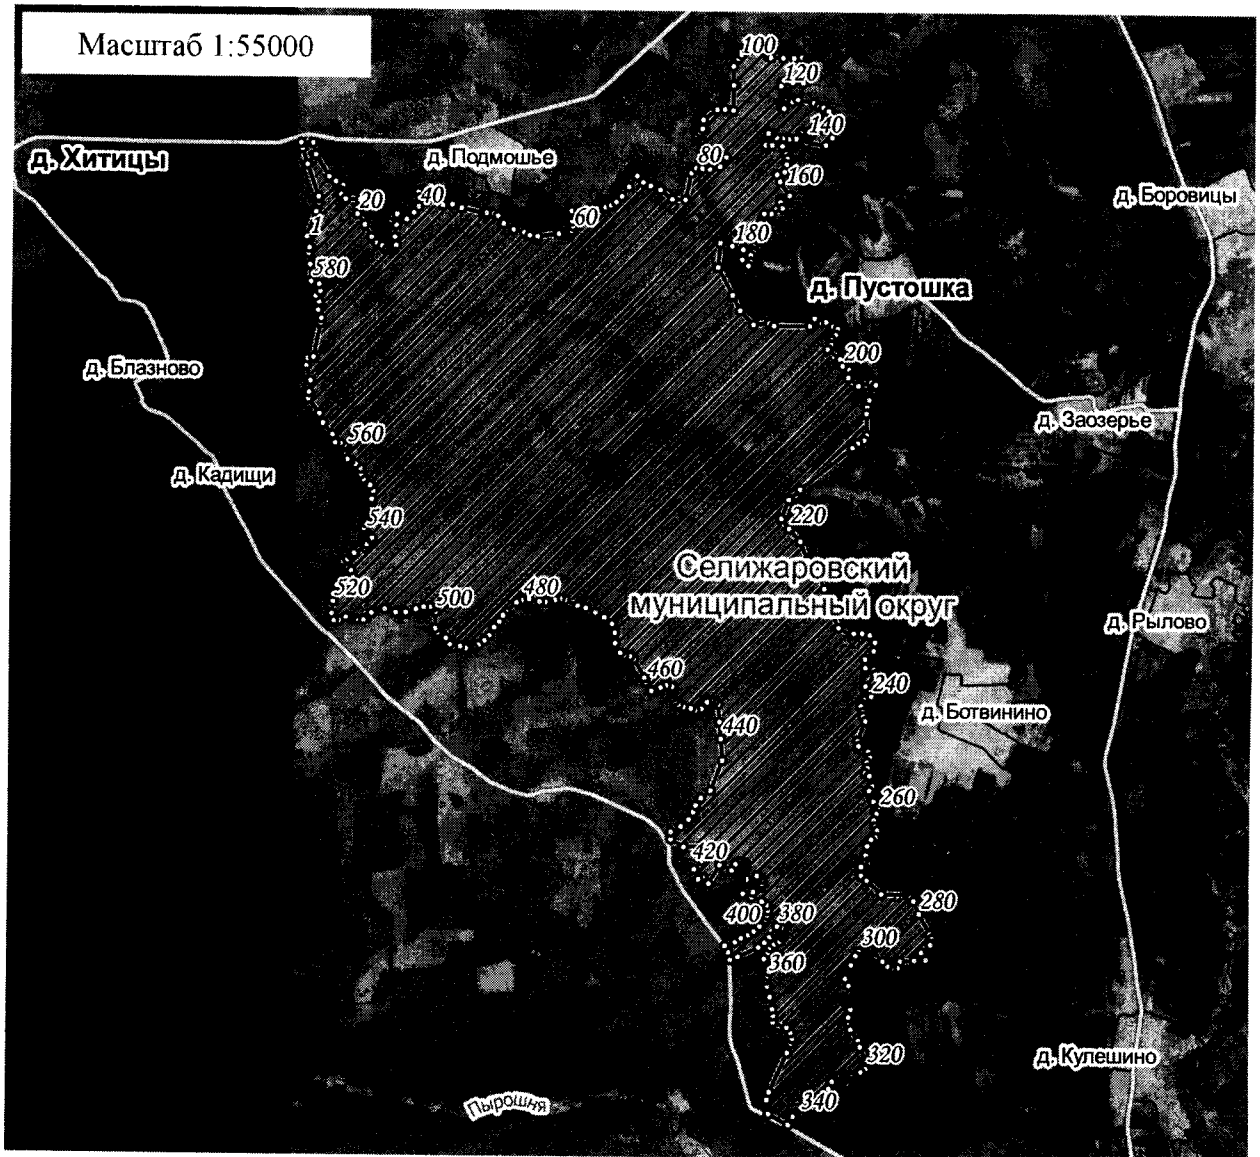 Масштаб 1:55000
100
120
140
д. Хитицы
д. Подмошье
80
160
20
40
60
д. Боровицы
1
180
580
д. Пустошка
200
д. Блазново
д. Заозерье
560
д. Кадищи
540
220
Селижаровский
муниципальный округ
520
500
480
д. Рылово
460
240
440
д. Ботвинино
260
420
280
400
380
300
360
320
д. Кулешино
340
Пырошня